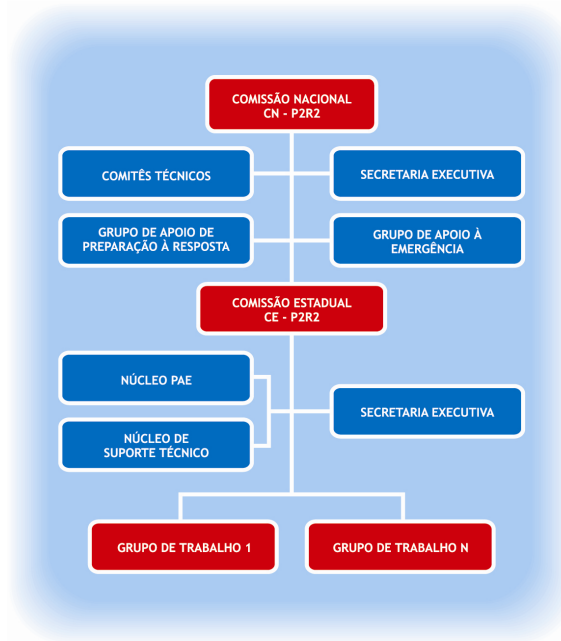 COMISSÃO NACIONAL
CN - P2R2
COMITÊS TÉCNICOS
SECRETARIA EXECUTIVA
GRUPO DE APOIO DE
PREPARAÇÃO À RESPOSTA
GRUPO DE APOIO À
EMERGÊNCIA
COMISSÃO ESTADUAL
CE - P2R2
NÚCLEO PAE
SECRETARIA EXECUTIVA
NÚCLEO DE
SUPORTE TÉCNICO
GRUPO DE TRABALHO 1
GRUPO DE TRABALHO N